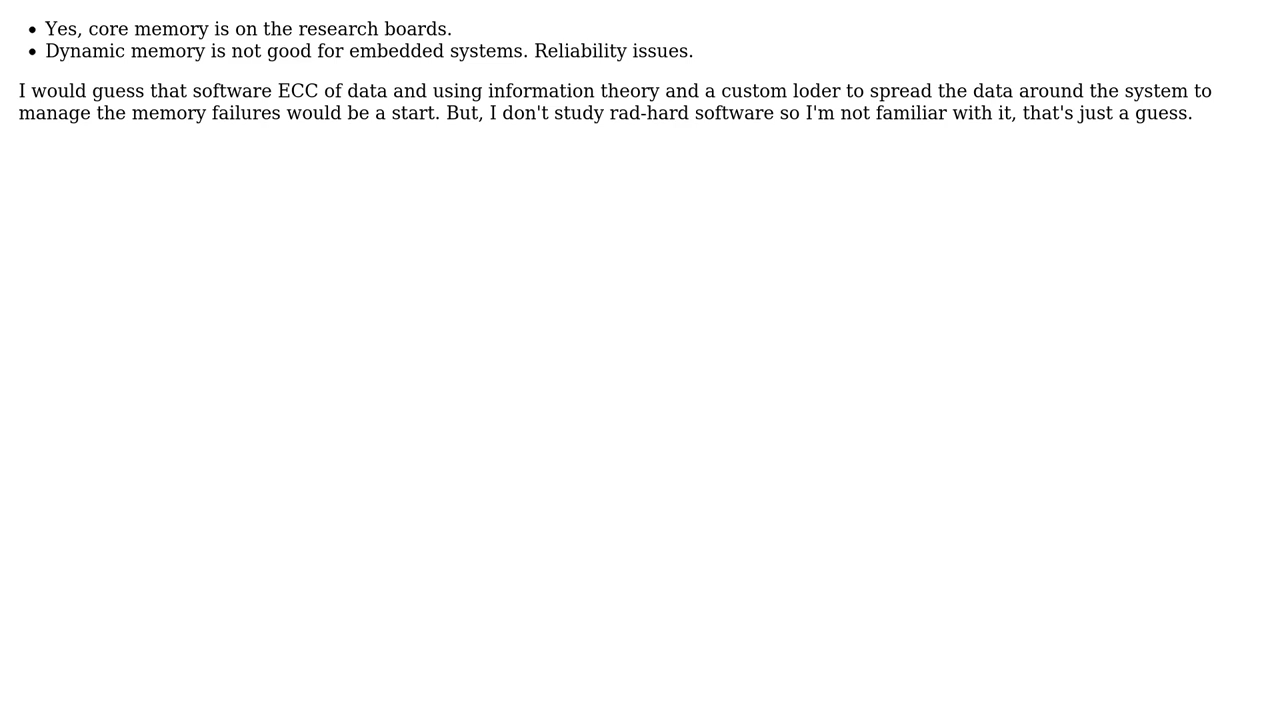 • Yes, core memory is on the research boards.
• Dynamic memory is not good for embedded systems. Reliability issues.
I would guess that software ECC of data and using information theory and a custom loder to spread the data around the system to
manage the memory failures would be a start. But, I don't study rad-hard software so I'm not familiar with it, that's just a guess.